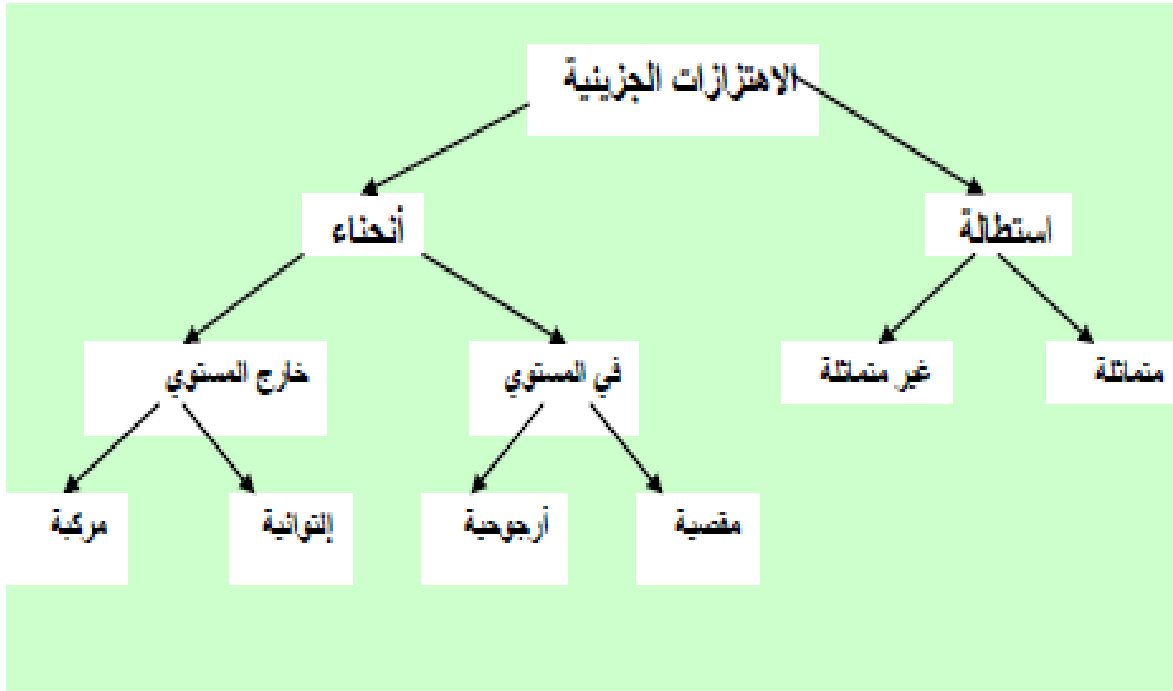 الاهتزازات الجزيئية
استطالة
أنحناء
متماثلة
غير متماثلة
في المستوي
خارج المستوي
مقصية
أرجوحية
إلتوائية
مركبة